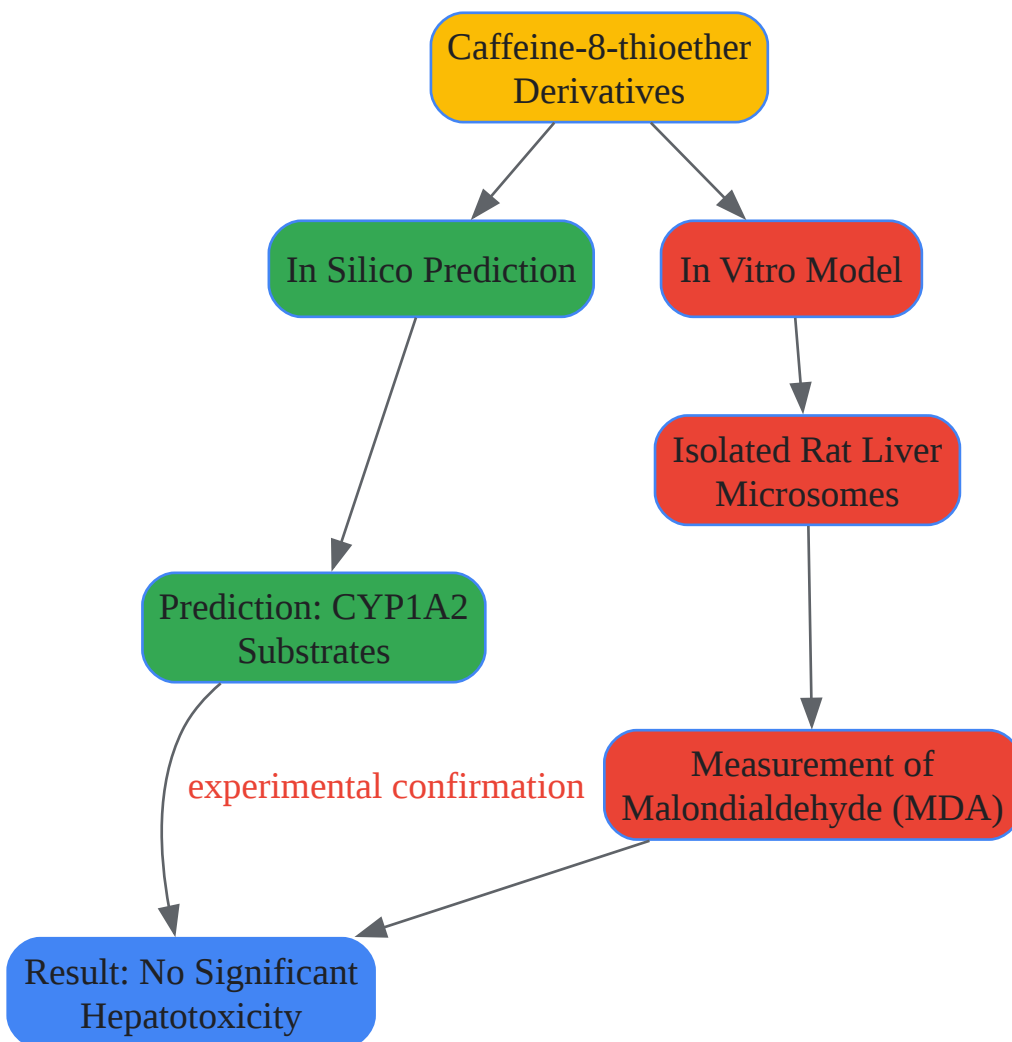 Caffeine-8-thioether
Derivatives
In Silico Prediction
In Vitro Model
Isolated Rat Liver
Microsomes
Prediction: CYP1A2
Substrates
experimental confirmation
Measurement of
Malondialdehyde (MDA)
Result: No Significant
Hepatotoxicity